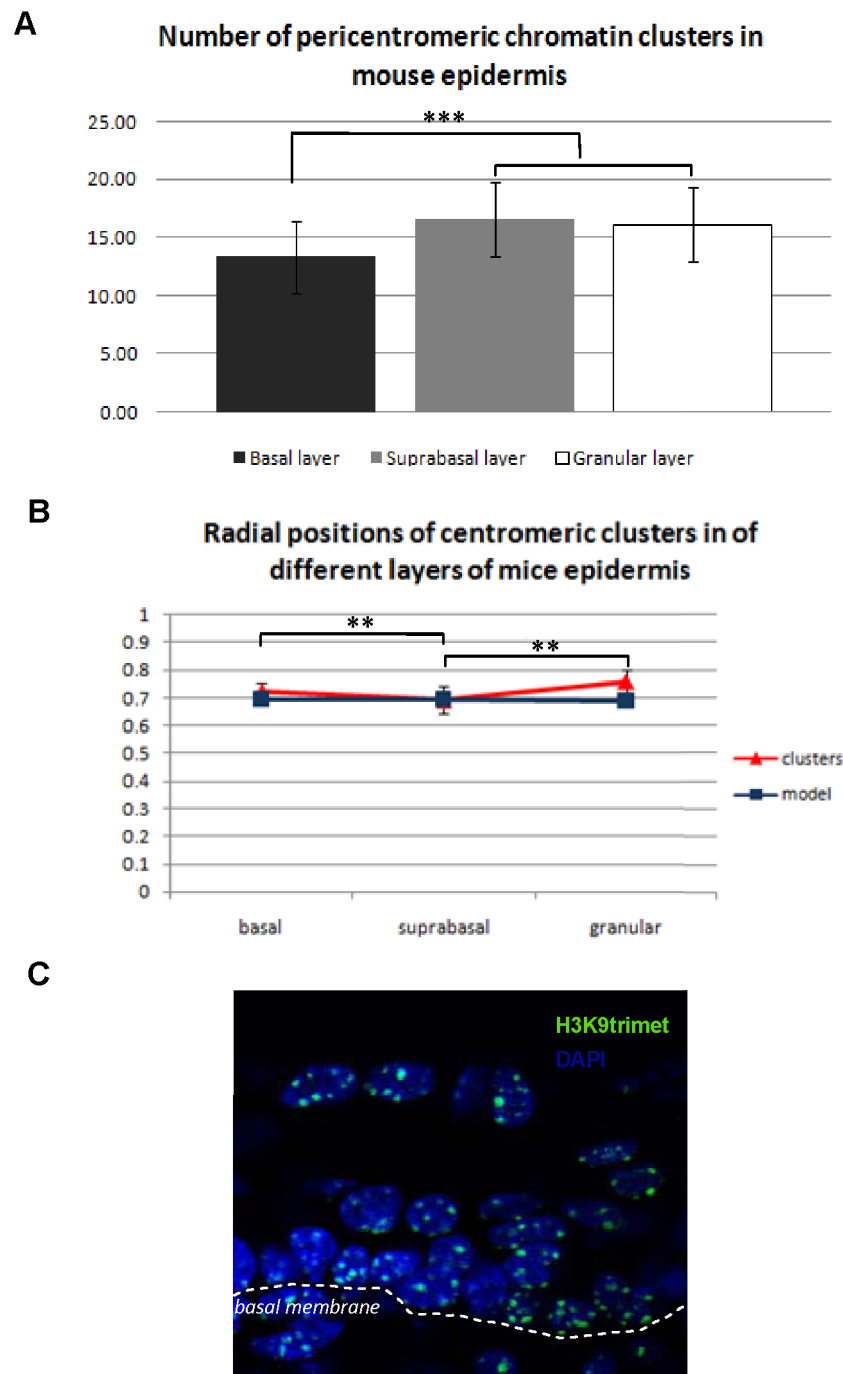 A
Number of pericentromeric chromatin clusters in
mouse epidermis
***
25.00
20.00
15.00
10.00
5.00
0.00
Basal layer Suprabasal layer Granular layer
B
Radial positions of centromeric clusters in of
different layers of mice epidermis
1
0.9
0.8
0.7
0.6
0.5
0.4
0.3
0.2
0.1
0
**
**
clusters
model
basal suprabasal granular
C
H3K9trimet
DAPI
basal membrane